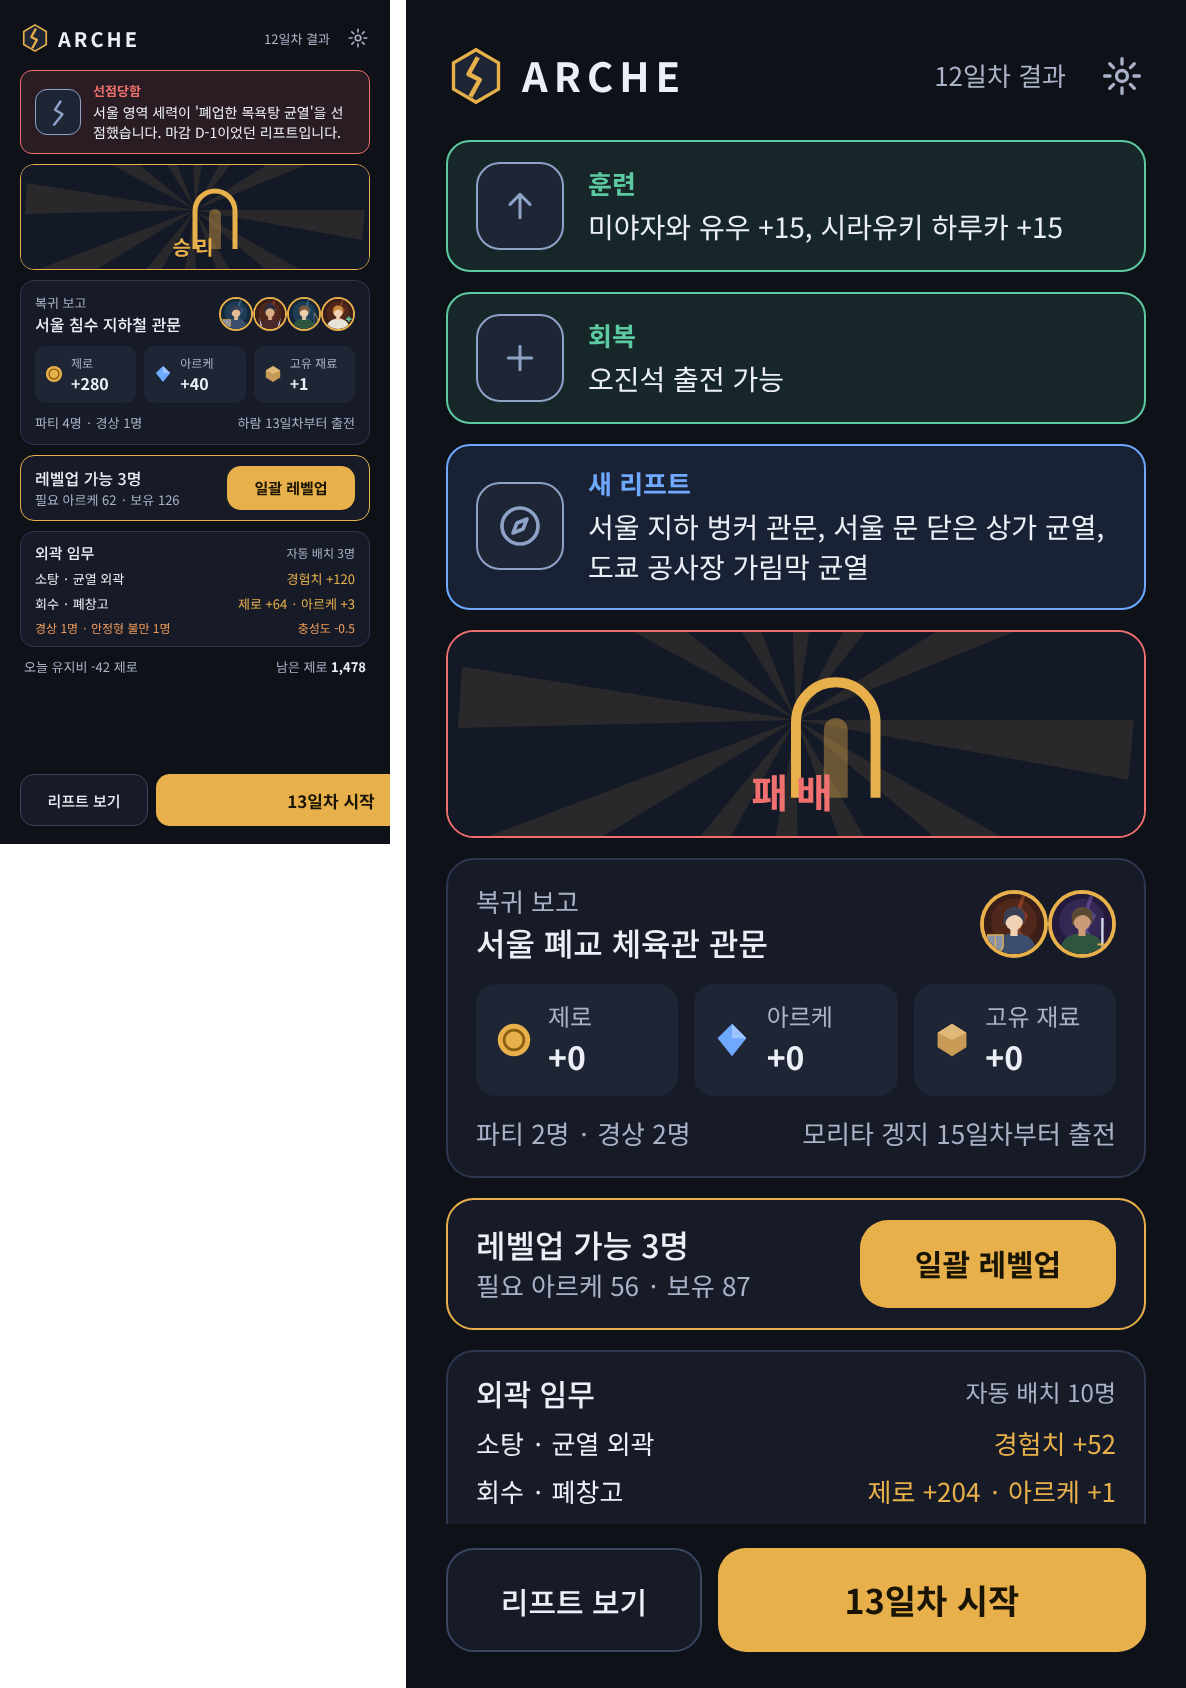 ARCHE
12일차 결과
선점당함
서울 영역 세력이 '폐업한 목욕탕 균열'을 선
점했습니다. 마감 D-1이었던 리프트입니다.
승리
복귀 보고
서울 침수 지하철 관문
제로
+280
아르케
+40
고유 재료
+1
파티 4명 · 경상 1명
하람 13일차부터 출전
레벨업 가능 3명
필요 아르케 62 · 보유 126
일괄 레벨업
외곽 임무
자동 배치 3명
소탕 · 균열 외곽
경험치 +120
회수 · 폐창고
제로 +64 · 아르케 +3
경상 1명 · 안정형 불만 1명
충성도 -0.5
오늘 유지비 -42 제로
남은 제로 1,478
리프트 보기
13일차 시작
ARCHE
12일차 결과
훈련
미야자와 유우 +15, 시라유키 하루카 +15
회복
오진석 출전 가능
새 리프트
서울 지하 벙커 관문, 서울 문 닫은 상가 균열,
도쿄 공사장 가림막 균열
패배
복귀 보고
서울 폐교 체육관 관문
제로
+0
아르케
+0
고유 재료
+0
파티 2명 · 경상 2명
모리타 겡지 15일차부터 출전
레벨업 가능 3명
필요 아르케 56 · 보유 87
일괄 레벨업
외곽 임무
자동 배치 10명
소탕 · 균열 외곽
경험치 +52
회수 · 폐창고
제로 +204 · 아르케 +1
리프트 보기
13일차 시작